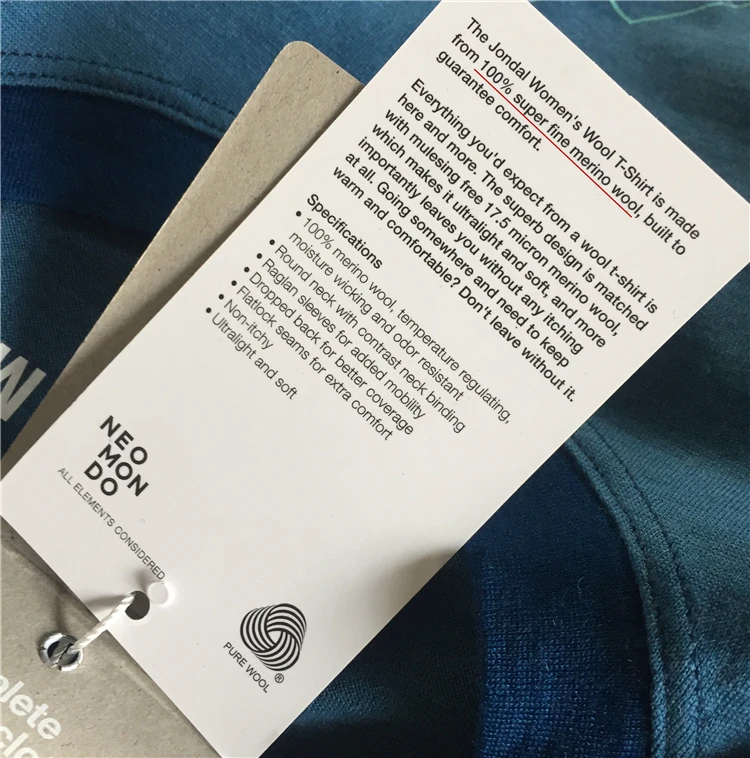 The Jondal Women's Wool T-Shirt is made
from 100% super fine merino wool, built to
guarantee comfort.
Everything you'd expect from a wool t-shirt is
here and more. The superb design is matched
with mulesing free 17.5 micron merino wool,
which makes it ultralight and soft, and more
importantly leaves you without any itching
at all. Going somewhere and need to keep
warm and comfortable? Don't leave without it.
Specifications
• 100% merino wool, temperature regulating,
moisture wicking and odor resistant
• Round neck with contrast neck binding
• Raglan sleeves for added mobility
• Dropped back for better coverage
• Flatlock seams for extra comfort
• Non-itchy
• Ultralight and soft
NEO
MON
DO
ALL ELEMENTS CONSIDERED
PURE WOOL ®